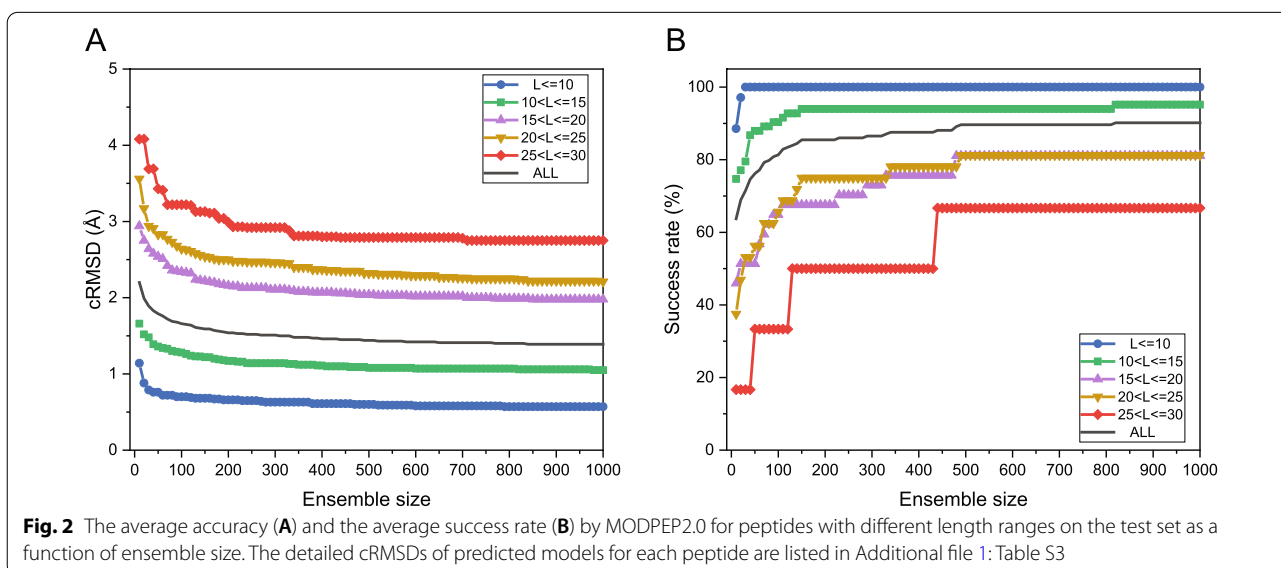 A
B
5
4
3
2
1
0
cRMSD (Å)
L<=10
10<L<=15
15<L<=20
20<L<=25
25<L<=30
ALL
0 100 200 300 400 500 600 700 800 900 1000
Ensemble size
100
80
60
40
20
0
Success rate (%)
L<=10
10<L<=15
15<L<=20
20<L<=25
25<L<=30
ALL
0 100 200 300 400 500 600 700 800 900 1000
Ensemble size
Fig. 2 The average accuracy (A) and the average success rate (B) by MODPEP2.0 for peptides with different length ranges on the test set as a
function of ensemble size. The detailed cRMSDs of predicted models for each peptide are listed in Additional file 1: Table S3